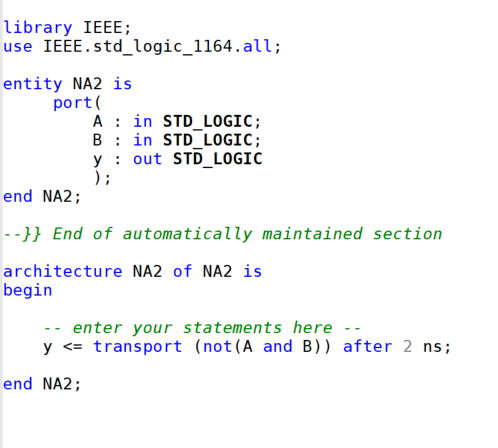 library IEEE;
use IEEE.std_logic_1164.all;
entity NA2 is
port(
A : in STD_LOGIC;
B : in STD_LOGIC;
y : out STD_LOGIC
);
end NA2;
--}} End of automatically maintained section
architecture NA2 of NA2 is
begin
-- enter your statements here --
y <= transport (not(A and B)) after 2 ns;
end NA2;